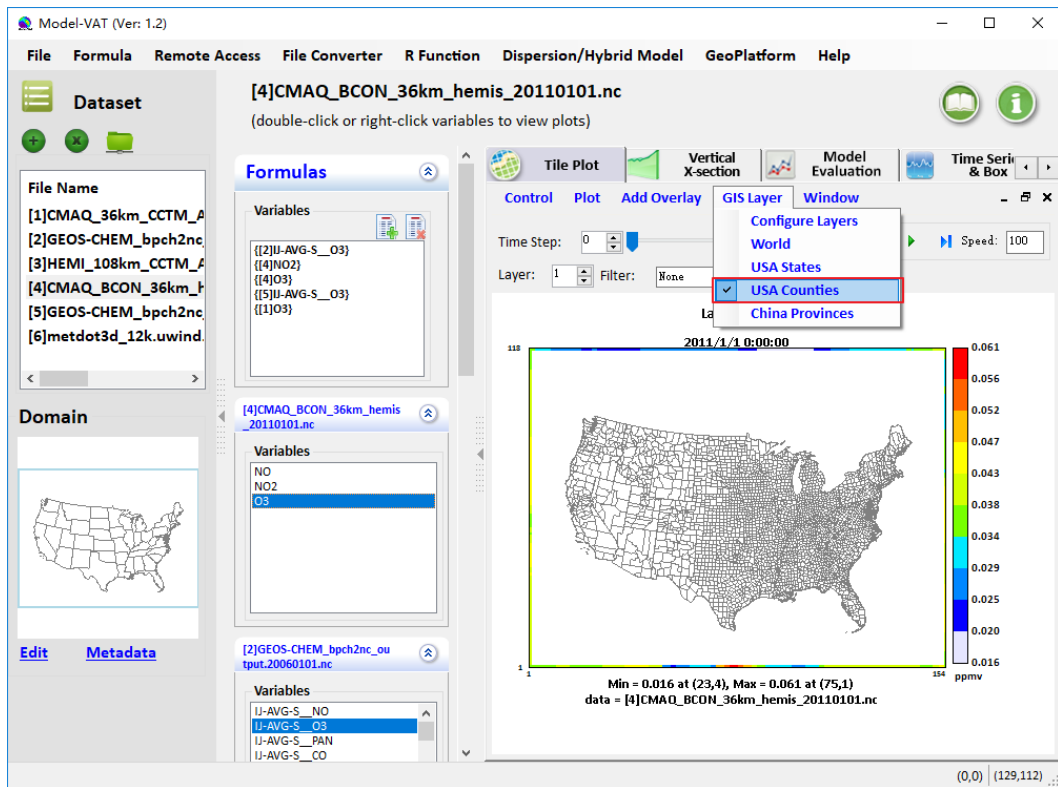 Model-VAT (Ver: 1.2)
File Formula Remote Access File Converter R Function Dispersion/Hybrid Model GeoPlatform Help
Dataset
[4]CMAQ_BCON_36km_hemis_20110101.nc
(double-click or right-click variables to view plots)
File Name
[1]CMAQ_36km_CCTM_A
[2]GEOS-CHEM_bpch2nc_
[3]HEMI_108km_CCTM_A
[4]CMAQ_BCON_36km_h
[5]GEOS-CHEM_bpch2nc_
[6]metdot3d_12k.uwind.
Domain
Edit Metadata
Formulas
Variables
{[2]IJ-AVG-S__O3}
{[4]NO2}
{[4]O3}
{[5]IJ-AVG-S__O3}
{[1]O3}
[4]CMAQ_BCON_36km_hemis
_20110101.nc
Variables
NO
NO2
O3
[2]GEOS-CHEM_bpch2nc_ou
tput.20060101.nc
Variables
IJ-AVG-S__NO
IJ-AVG-S__O3
IJ-AVG-S__PAN
IJ-AVG-S__CO
Tile Plot
Vertical
X-section
Model
Evaluation
Time Seri
& Box
Control Plot Add Overlay GIS Layer Window
Configure Layers
World
USA States
USA Counties
China Provinces
Time Step: 0 Speed: 100
Layer: 1 Filter: None
La
2011/1/1 0:00:00
118
1
1
154
0.061
0.056
0.052
0.047
0.043
0.038
0.034
0.029
0.025
0.020
0.016
ppmv
Min = 0.016 at (23,4), Max = 0.061 at (75,1)
data = [4]CMAQ_BCON_36km_hemis_20110101.nc
(0,0) (129,112)